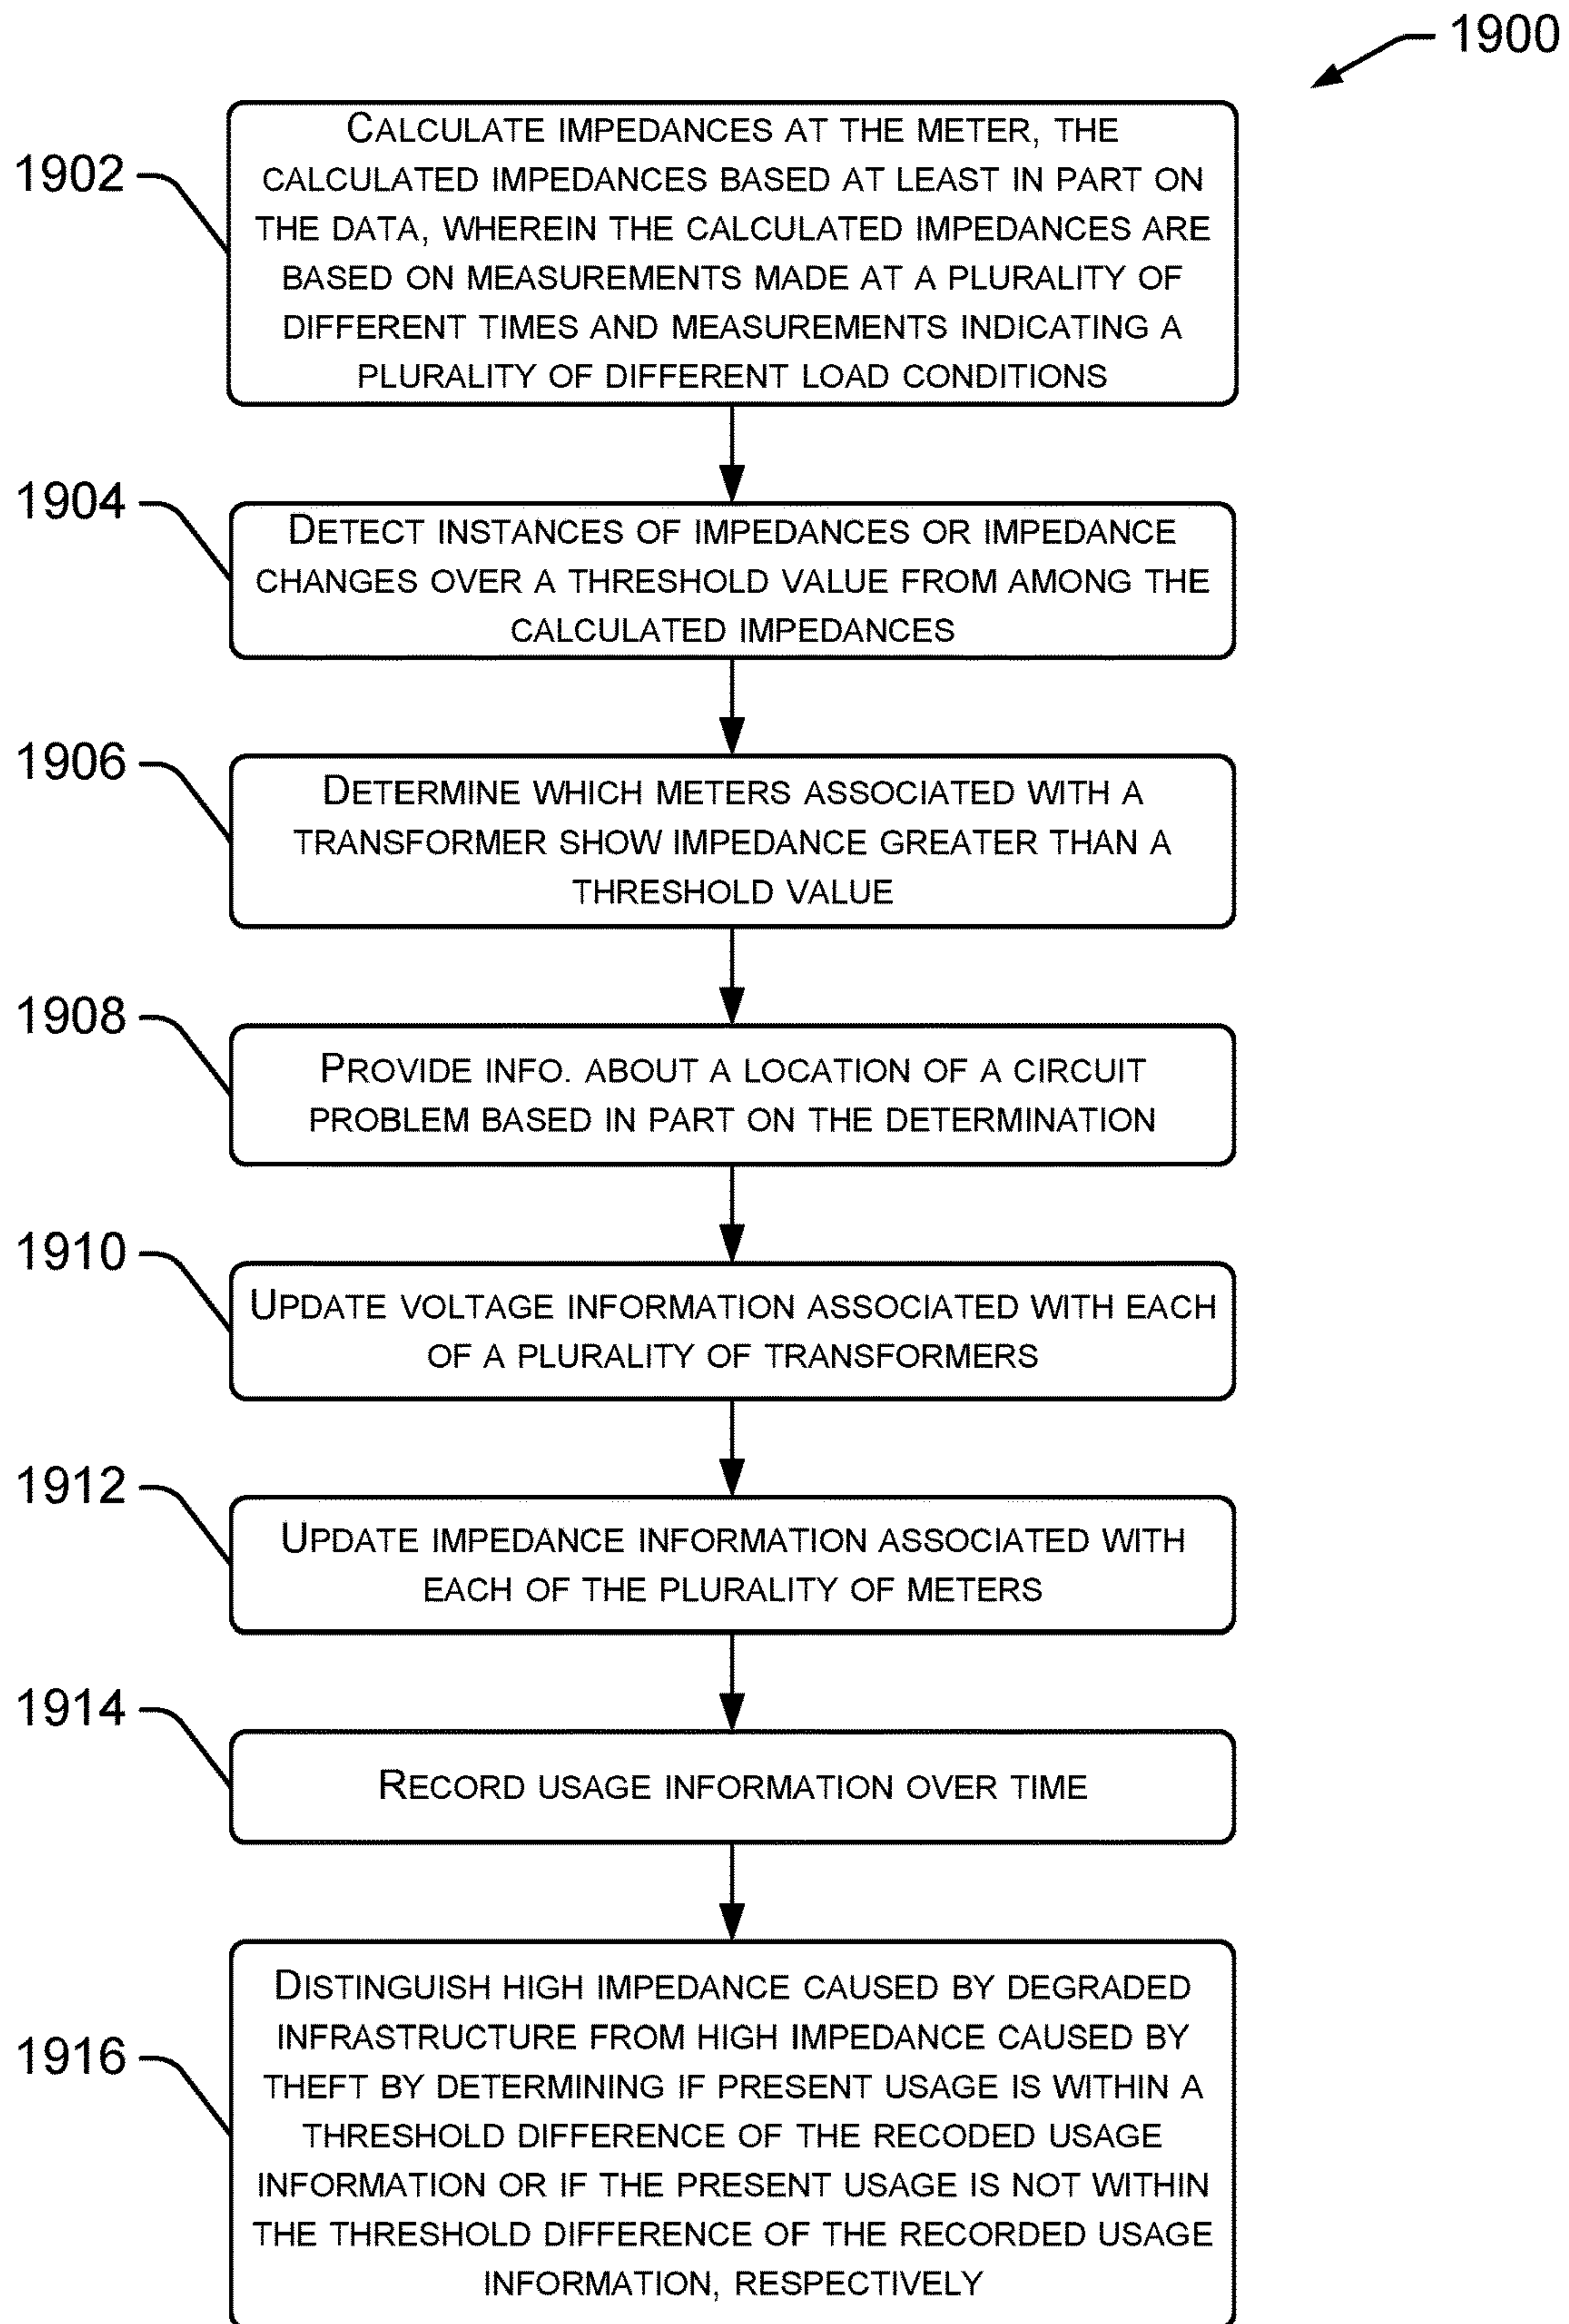 1900
1902
CALCULATE IMPEDANCES AT THE METER, THE
CALCULATED IMPEDANCES BASED AT LEAST IN PART ON
THE DATA, WHEREIN THE CALCULATED IMPEDANCES ARE
BASED ON MEASUREMENTS MADE AT A PLURALITY OF
DIFFERENT TIMES AND MEASUREMENTS INDICATING A
PLURALITY OF DIFFERENT LOAD CONDITIONS
1904
DETECT INSTANCES OF IMPEDANCES OR IMPEDANCE
CHANGES OVER A THRESHOLD VALUE FROM AMONG THE
CALCULATED IMPEDANCES
1906
DETERMINE WHICH METERS ASSOCIATED WITH A
TRANSFORMER SHOW IMPEDANCE GREATER THAN A
THRESHOLD VALUE
1908
PROVIDE INFO. ABOUT A LOCATION OF A CIRCUIT
PROBLEM BASED IN PART ON THE DETERMINATION
1910
UPDATE VOLTAGE INFORMATION ASSOCIATED WITH EACH
OF A PLURALITY OF TRANSFORMERS
1912
UPDATE IMPEDANCE INFORMATION ASSOCIATED WITH
EACH OF THE PLURALITY OF METERS
1914
RECORD USAGE INFORMATION OVER TIME
1916
DISTINGUISH HIGH IMPEDANCE CAUSED BY DEGRADED
INFRASTRUCTURE FROM HIGH IMPEDANCE CAUSED BY
THEFT BY DETERMINING IF PRESENT USAGE IS WITHIN A
THRESHOLD DIFFERENCE OF THE RECODED USAGE
INFORMATION OR IF THE PRESENT USAGE IS NOT WITHIN
THE THRESHOLD DIFFERENCE OF THE RECORDED USAGE
INFORMATION, RESPECTIVELY